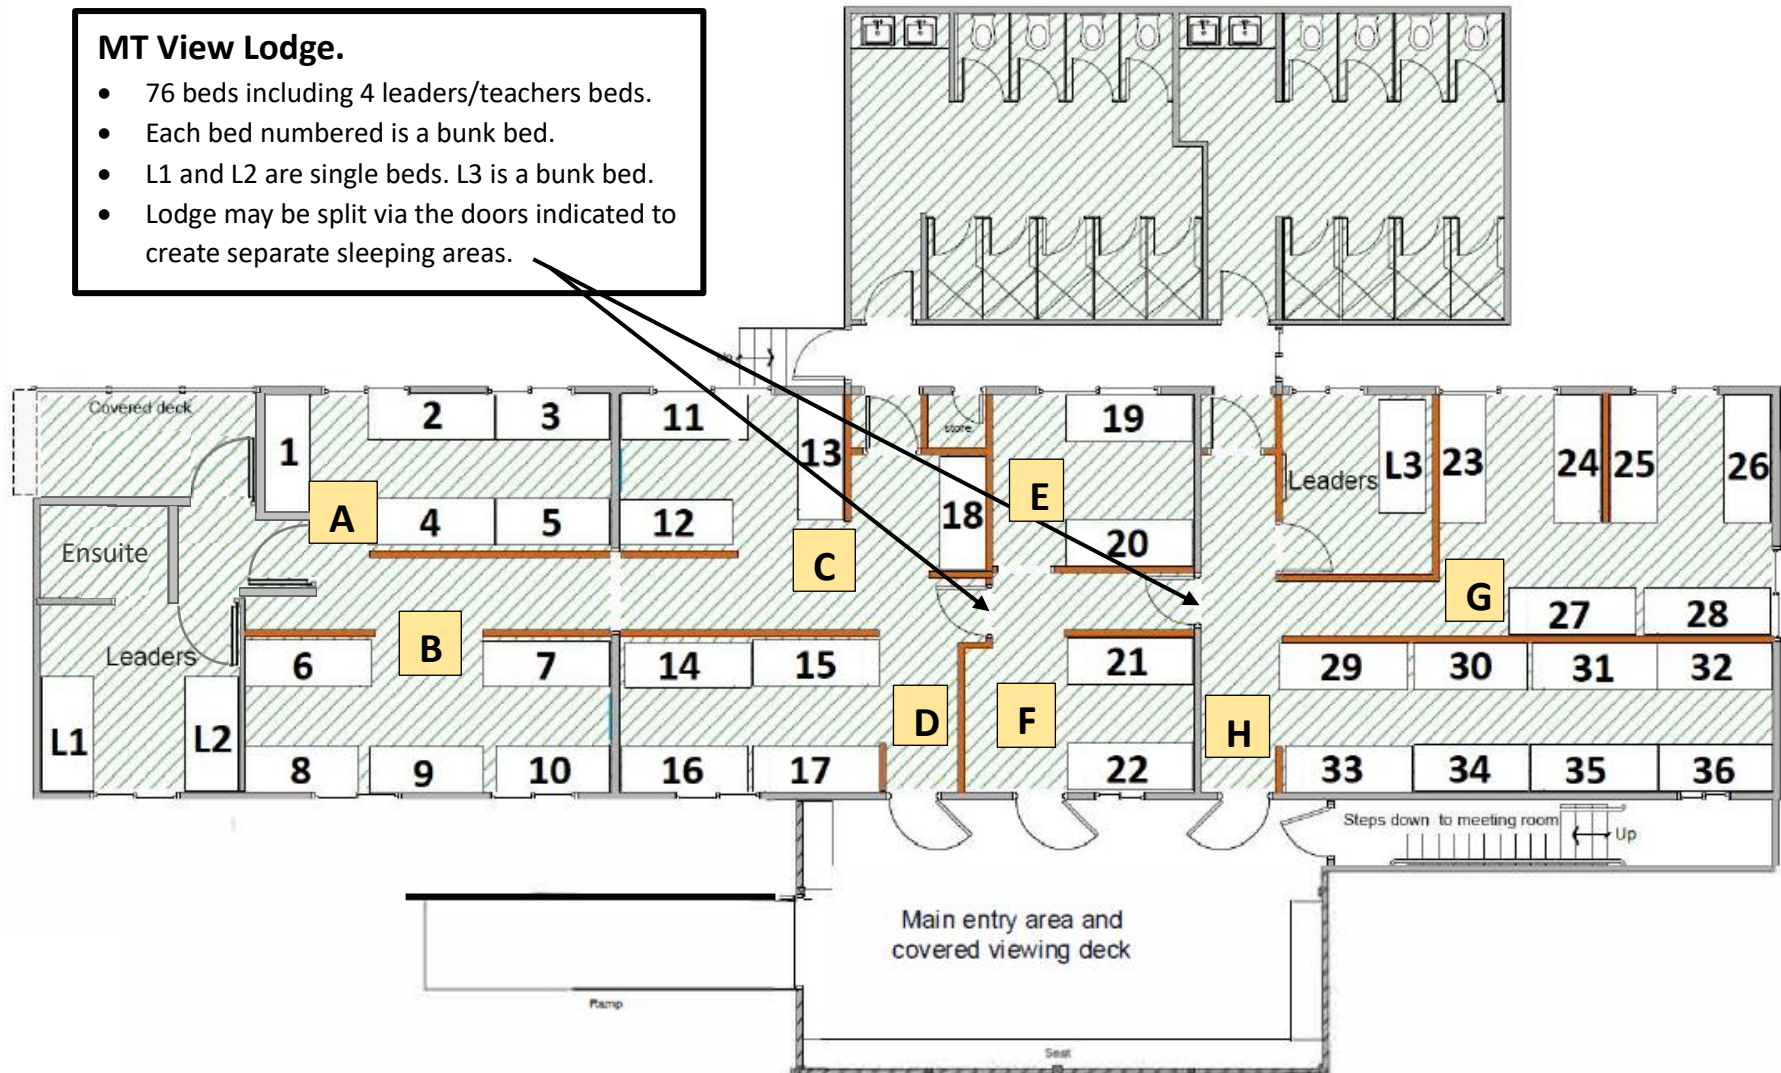 MT View Lodge.
• 76 beds including 4 leaders/teachers beds.
• Each bed numbered is a bunk bed.
• L1 and L2 are single beds. L3 is a bunk bed.
• Lodge may be split via the doors indicated to
create separate sleeping areas.
Up
Covered deck
1
2
3
11
13
store
19
Leaders
L3
23
24
25
26
A
4
5
12
C
18
E
20
Ensuite
B
G
27
28
Leaders
6
7
14
15
21
29
30
31
32
L1
L2
D
F
H
8
9
10
16
17
22
33
34
35
36
Steps down to meeting room
Up
Main entry area and
covered viewing deck
Ramp
Seat